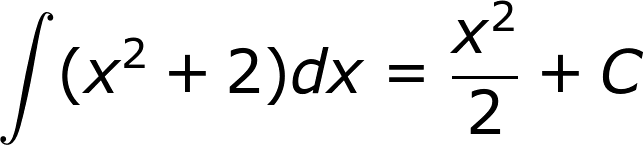 ∫(x² + 2)dx = x²/2 + C